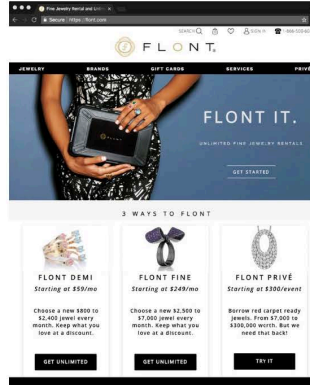 Fine Jewelry Rental and Unlim
Secure https://flont.com
SEARCH SIGN IN
FLONT
JEWELRY BRANDS GIFT CARDS SERVICES PRIVÉ
FLONT
FLONT IT.
UNLIMITED FINE JEWELRY RENTALS
GET STARTED
3 WAYS TO FLONT
FLONT DEMI
Starting at $59/mo
Choose a new $800 to
$2,400 jewel every
month. Keep what you
love at a discount.
GET UNLIMITED
FLONT FINE
Starting at $249/mo
Choose a new $2,500 to
$7,000 jewel every
month. Keep what you
love at a discount.
GET UNLIMITED
FLONT PRIVÉ
Starting at $300/event
Borrow red carpet ready
jewels. From $7,000 to
$300,000 worth. But we
need that back!
TRY IT